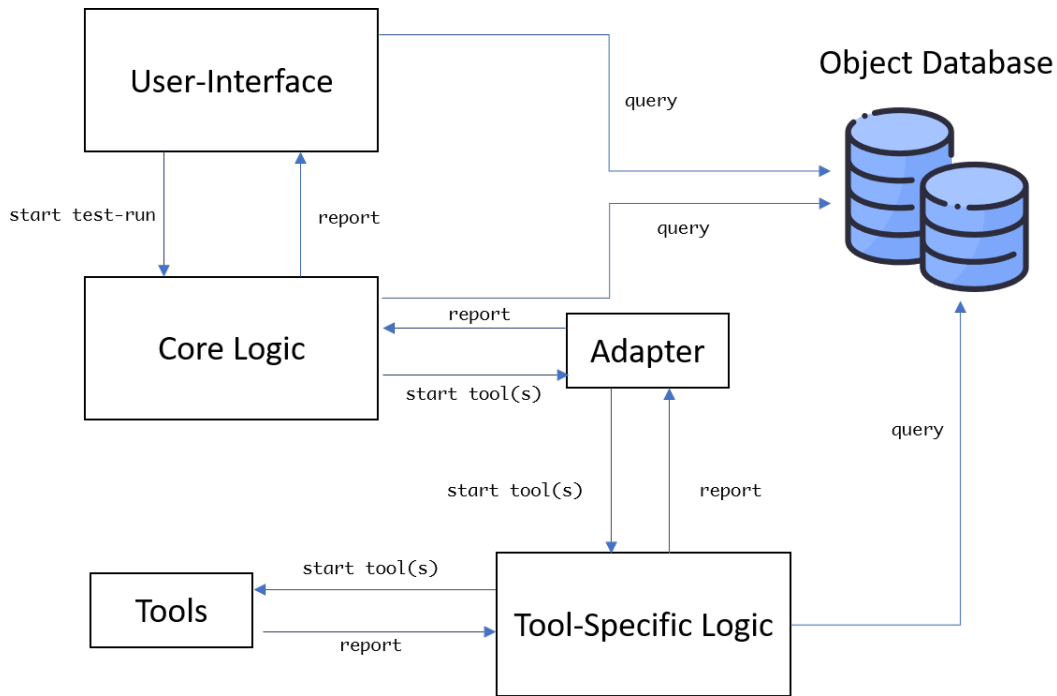 User-Interface
Object Database
query
start test-run
report
query
Core Logic
report
Adapter
start tool(s)
query
start tool(s)
report
start tool(s)
Tools
Tool-Specific Logic
report